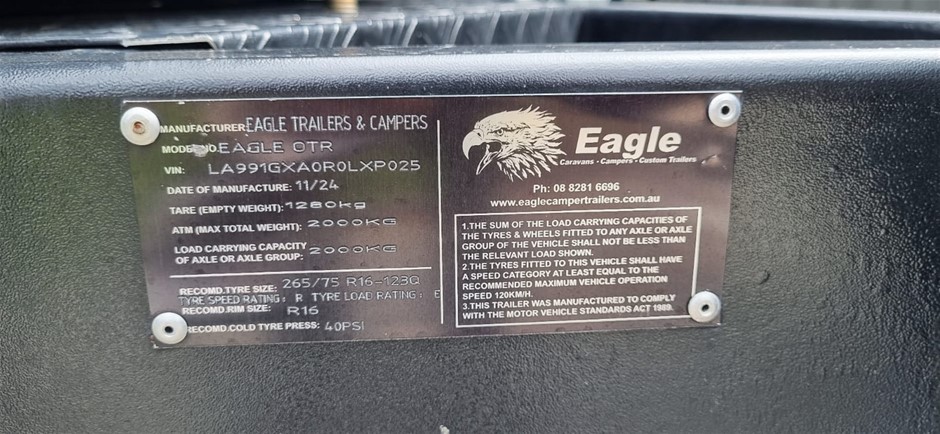 MANUFACTURER: EAGLE TRAILERS & CAMPERS
MODEL NO. EAGLE OTR
VIN: LA991GXA0R0LXP025
DATE OF MANUFACTURE: 11/24
TARE (EMPTY WEIGHT): 1280kg
ATM (MAX TOTAL WEIGHT): 2000KG
LOAD CARRYING CAPACITY
OF AXLE OR AXLE GROUP: 2000KG
RECOMD.TYRE SIZE: 265/75 R16-123Q
TYRE SPEED RATING: R TYRE LOAD RATING: E
RECOMD.RIM SIZE: R16
RECOMD.COLD TYRE PRESS: 40PSI
Eagle
Caravans - Campers - Custom Trailers
Ph: 08 8281 6696
www.eaglecampertrailers.com.au
1.THE SUM OF THE LOAD CARRYING CAPACITIES OF
THE TYRES & WHEELS FITTED TO ANY AXLE OR AXLE
GROUP OF THE VEHICLE SHALL NOT BE LESS THAN
THE RELEVANT LOAD SHOWN.
2.THE TYRES FITTED TO THIS VEHICLE SHALL HAVE
A SPEED CATEGORY AT LEAST EQUAL TO THE
RECOMMENDED MAXIMUM VEHICLE OPERATION
SPEED 120KM/H.
3.THIS TRAILER WAS MANUFACTURED TO COMPLY
WITH THE MOTOR VEHICLE STANDARDS ACT 1989.